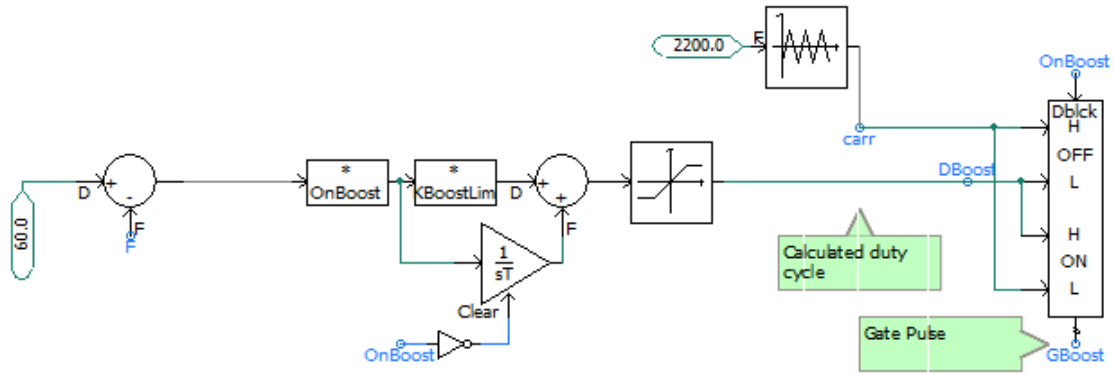 2200.0
F
OnBoost
Dblck
H
carr
OFF
*
*
D
+
-
OnBoost
KBoostLim
D
+
+
DBoost
L
60.0
F
F
F
H
1
sT
Calculated duty
cycle
ON
Clear
L
OnBoost
Gate Pulse
GBoost